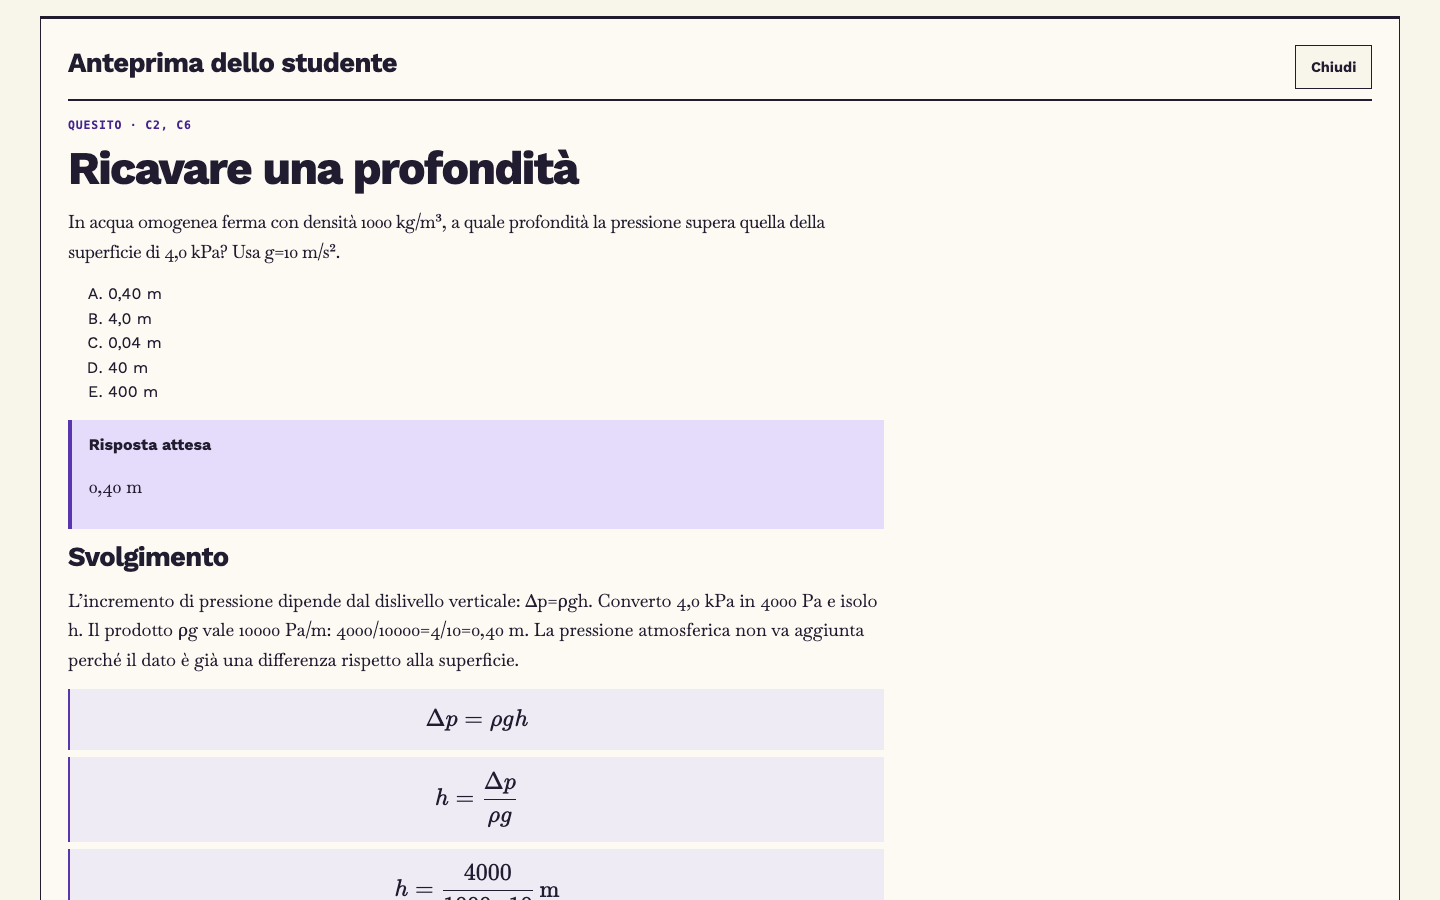 Anteprima dello studente
Chiudi
QUESITO · C2, C6
Ricavare una profondità
In acqua omogenea ferma con densità 1000 kg/m³, a quale profondità la pressione supera quella della
superficie di 4,0 kPa? Usa g=10 m/s².
A. 0,40 m
B. 4,0 m
C. 0,04 m
D. 40 m
E. 400 m
Risposta attesa
0,40 m
Svolgimento
L’incremento di pressione dipende dal dislivello verticale: Δp=ρgh. Converto 4,0 kPa in 4000 Pa e isolo
h. Il prodotto ρg vale 10000 Pa/m: 4000/10000=4/10=0,40 m. La pressione atmosferica non va aggiunta
perché il dato è già una differenza rispetto alla superficie.
Δp = ρgh
h = Δp / ρg
h = 4000 / 1000 · 10 m